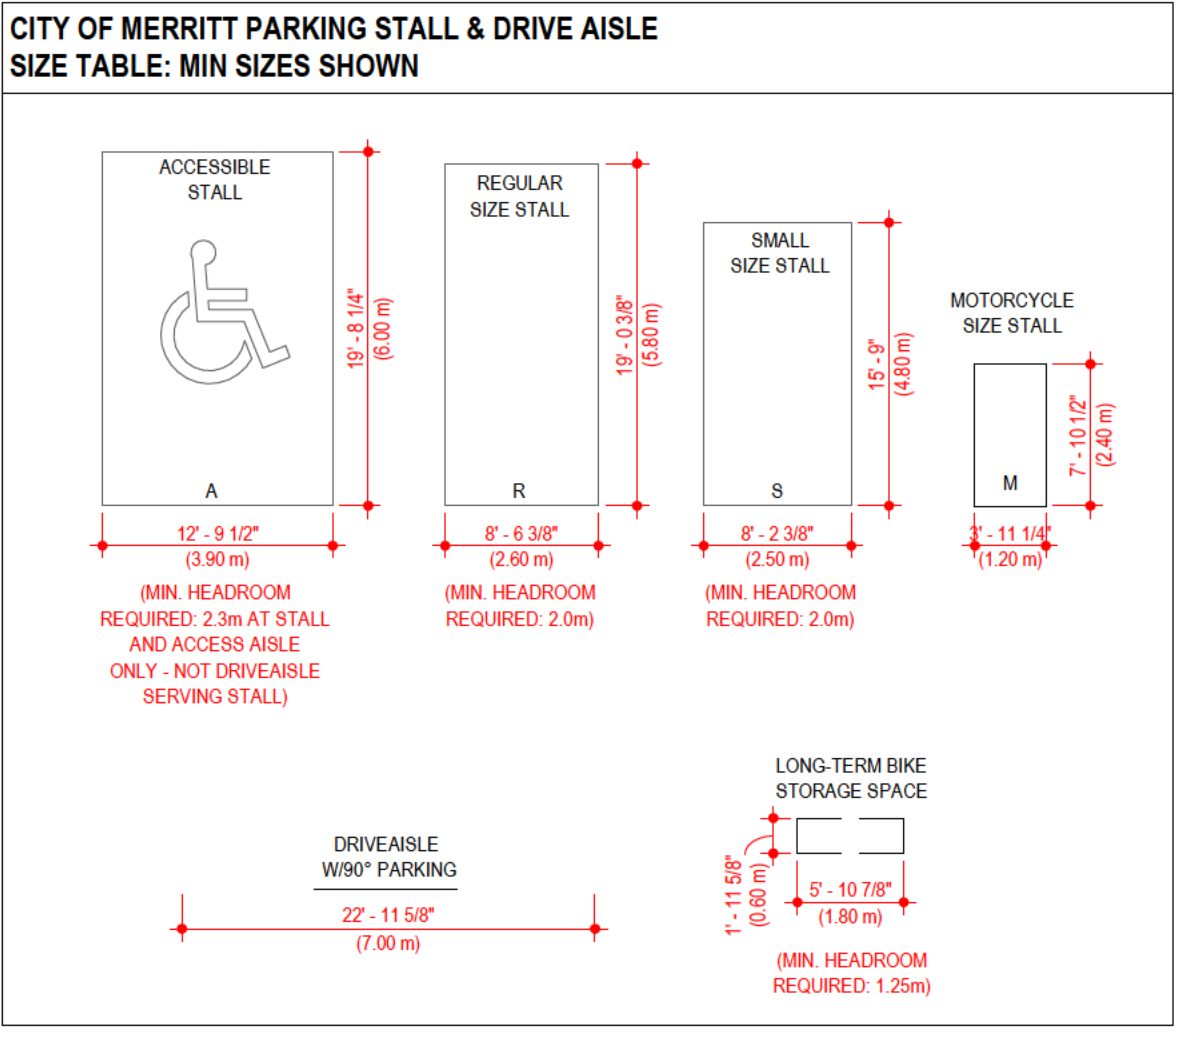 CITY OF MERRITT PARKING STALL & DRIVE AISLE
SIZE TABLE: MIN SIZES SHOWN
ACCESSIBLE
STALL
A
19' - 8 1/4"
(6.00 m)
12' - 9 1/2"
(3.90 m)
(MIN. HEADROOM
REQUIRED: 2.3m AT STALL
AND ACCESS AISLE
ONLY - NOT DRIVEAISLE
SERVING STALL)
REGULAR
SIZE STALL
R
19' - 0 3/8"
(5.80 m)
8' - 6 3/8"
(2.60 m)
(MIN. HEADROOM
REQUIRED: 2.0m)
SMALL
SIZE STALL
S
15' - 9"
(4.80 m)
8' - 2 3/8"
(2.50 m)
(MIN. HEADROOM
REQUIRED: 2.0m)
MOTORCYCLE
SIZE STALL
M
7' - 10 1/2"
(2.40 m)
3' - 11 1/4"
(1.20 m)
DRIVEAISLE
W/90° PARKING
22' - 11 5/8"
(7.00 m)
LONG-TERM BIKE
STORAGE SPACE
1' - 11 5/8"
(0.60 m)
5' - 10 7/8"
(1.80 m)
(MIN. HEADROOM
REQUIRED: 1.25m)